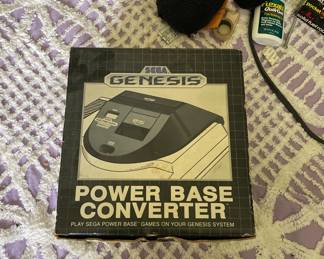 SEGA
GENESIS
POWER BASE
CONVERTER
PLAY SEGA POWER BASE GAMES ON YOUR GENESIS SYSTEM